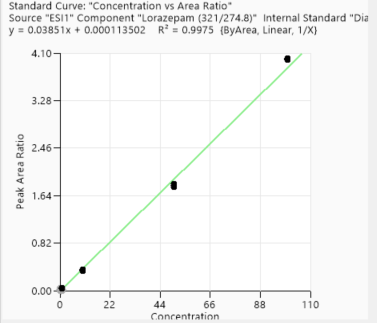 Standard Curve: "Concentration vs Area Ratio"
Source "ESI1" Component "Lorazepam (321/274.8)" Internal Standard "Dia
y = 0.03851x + 0.000113502 R² = 0.9975 {ByArea, Linear, 1/X}
4.10
3.28
2.46
1.64
0.82
0.00
Peak Area Ratio
0 22 44 66 88 110
Concentration